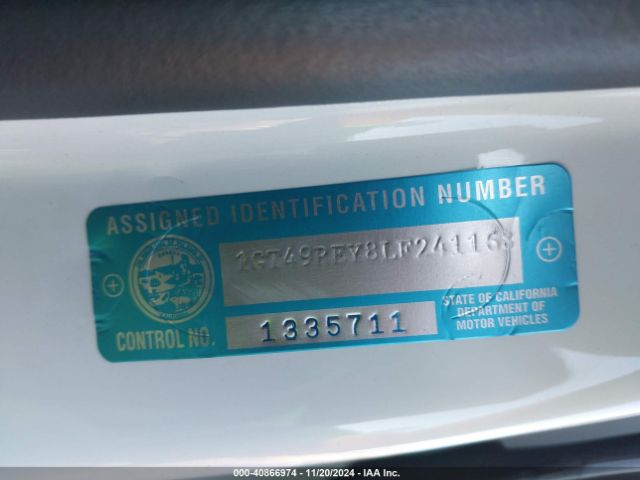 ASSIGNED IDENTIFICATION NUMBER
1GT49REY8LF241163
CONTROL NO. 1335711
STATE OF CALIFORNIA
DEPARTMENT OF
MOTOR VEHICLES
000-40866974 - 11/20/2024 - IAA Inc.